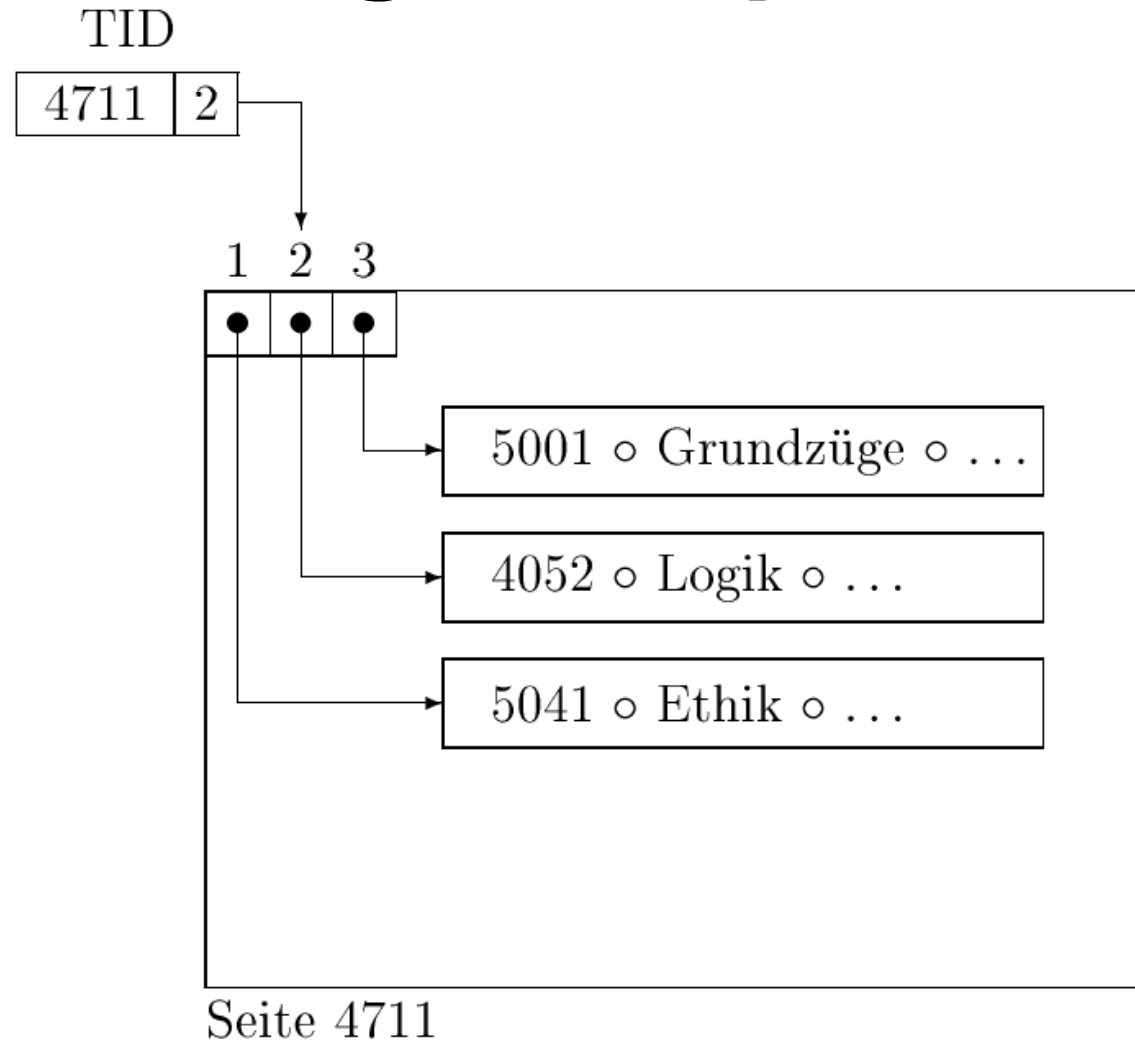 TID
4711 2
1 2 3
5001 ∘ Grundzüge ∘ ...
4052 ∘ Logik ∘ ...
5041 ∘ Ethik ∘ ...
Seite 4711